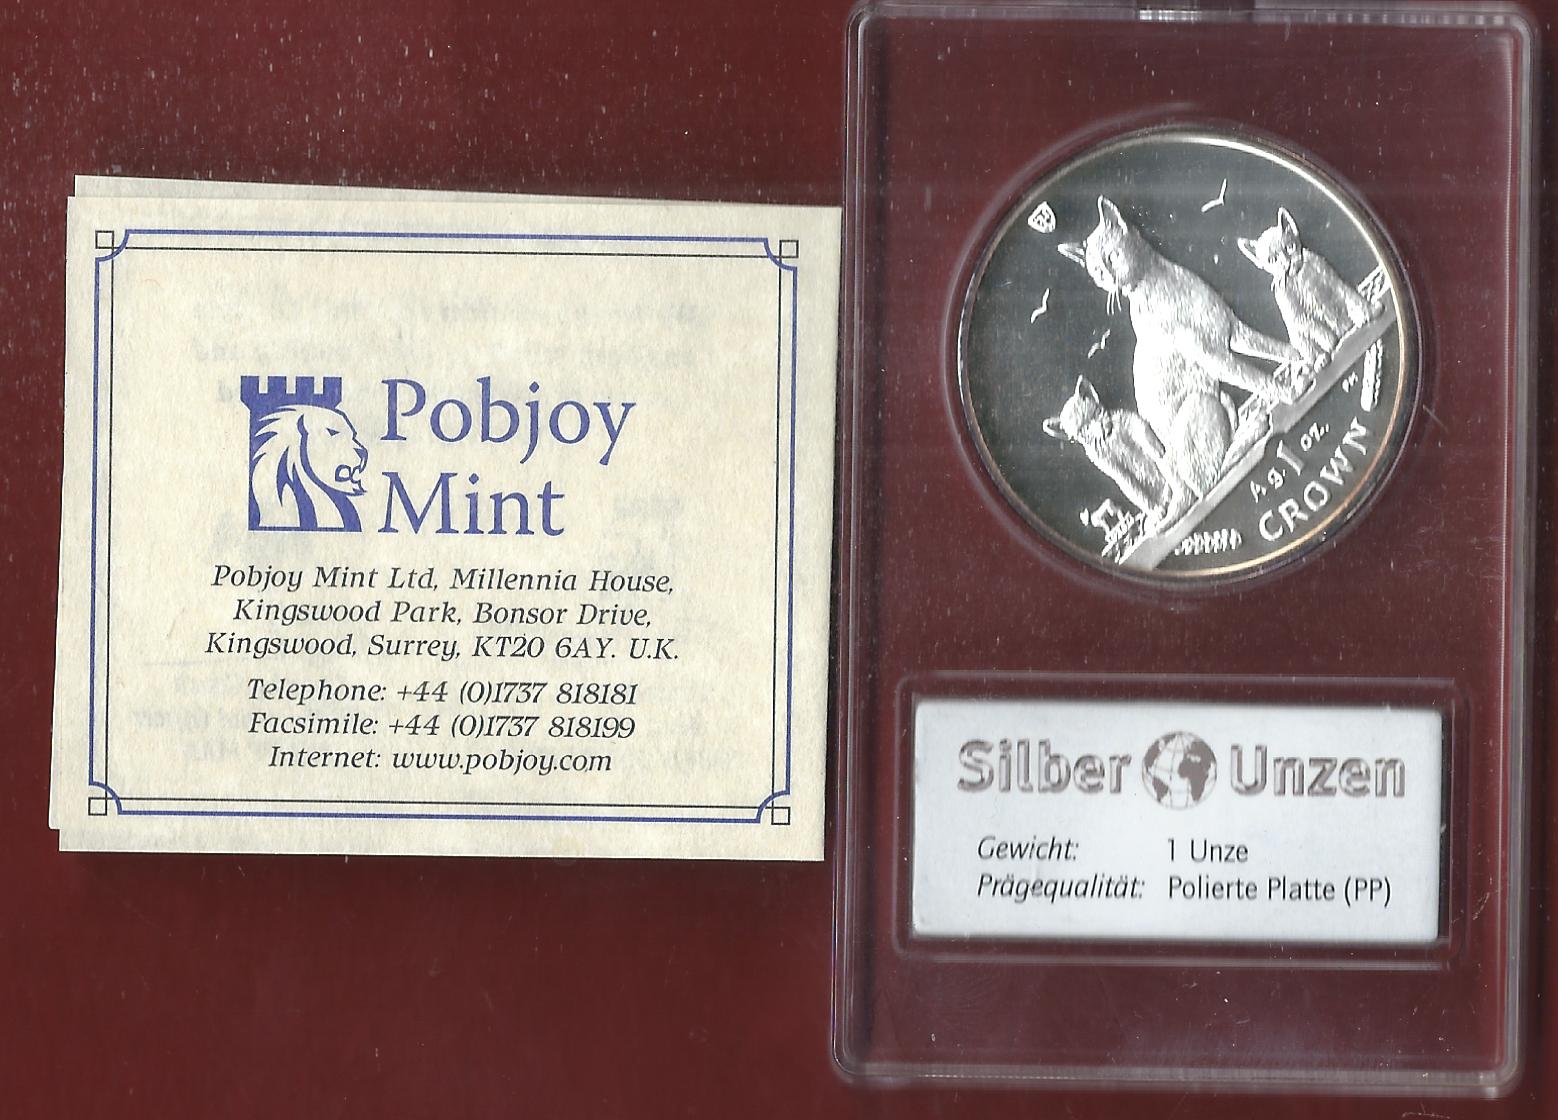 Pobjoy
Mint
Pobjoy Mint Ltd, Millennia House,
Kingswood Park, Bonsor Drive,
Kingswood, Surrey, KT20 6AY. U.K.
Telephone: +44 (0)1737 818181
Facsimile: +44 (0)1737 818199
Internet: www.pobjoy.com
Ag. 1 oz.
CROWN
Silber Unzen
Gewicht: 1 Unze
Prägequalität: Polierte Platte (PP)